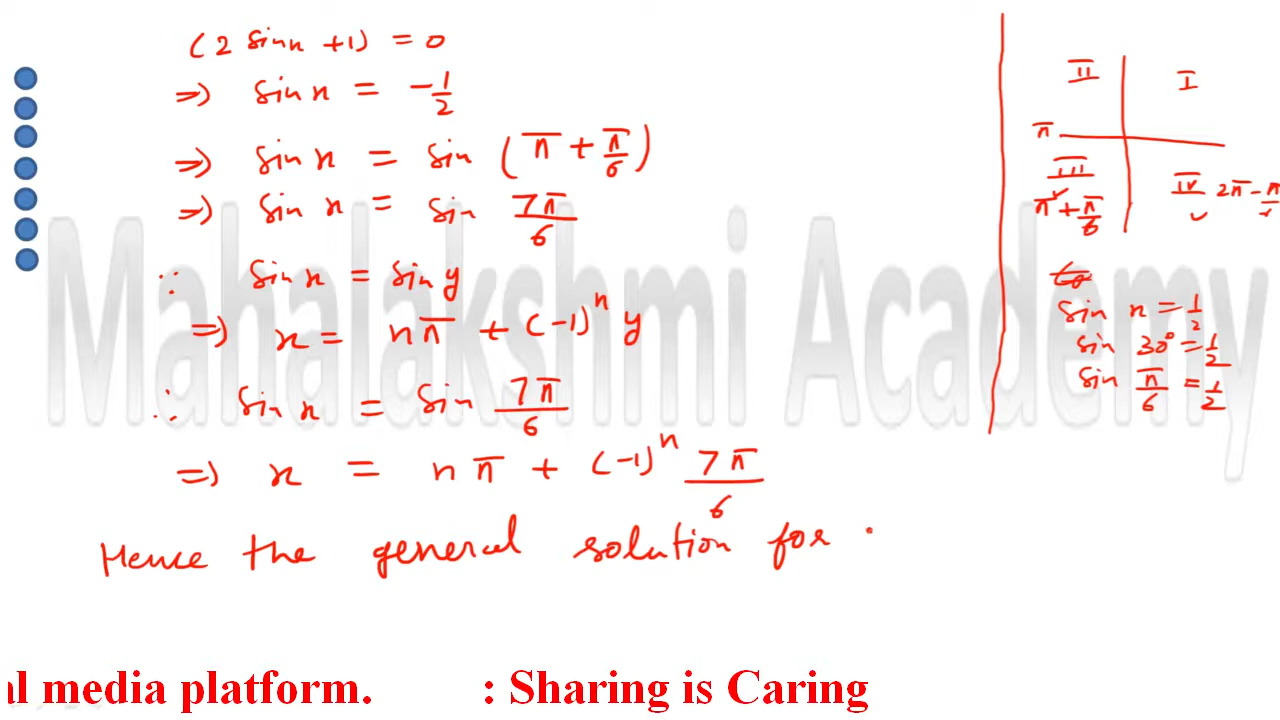 (2 sin x + 1) = 0
⇒ sin x = -1/2
⇒ sin x = sin (π + π/6)
⇒ sin x = sin 7π/6
∵ sin x = sin y
⇒ x = nπ + (-1)^n y
∴ sin x = sin 7π/6
⇒ x = nπ + (-1)^n 7π/6
Hence the general solution for
II I
π
III IV 2π - π/
π + π/6
sin x = 1/2
sin 30° = 1/2
sin π/6 = 1/2
Mahalakshmi Academy
al media platform. : Sharing is Caring